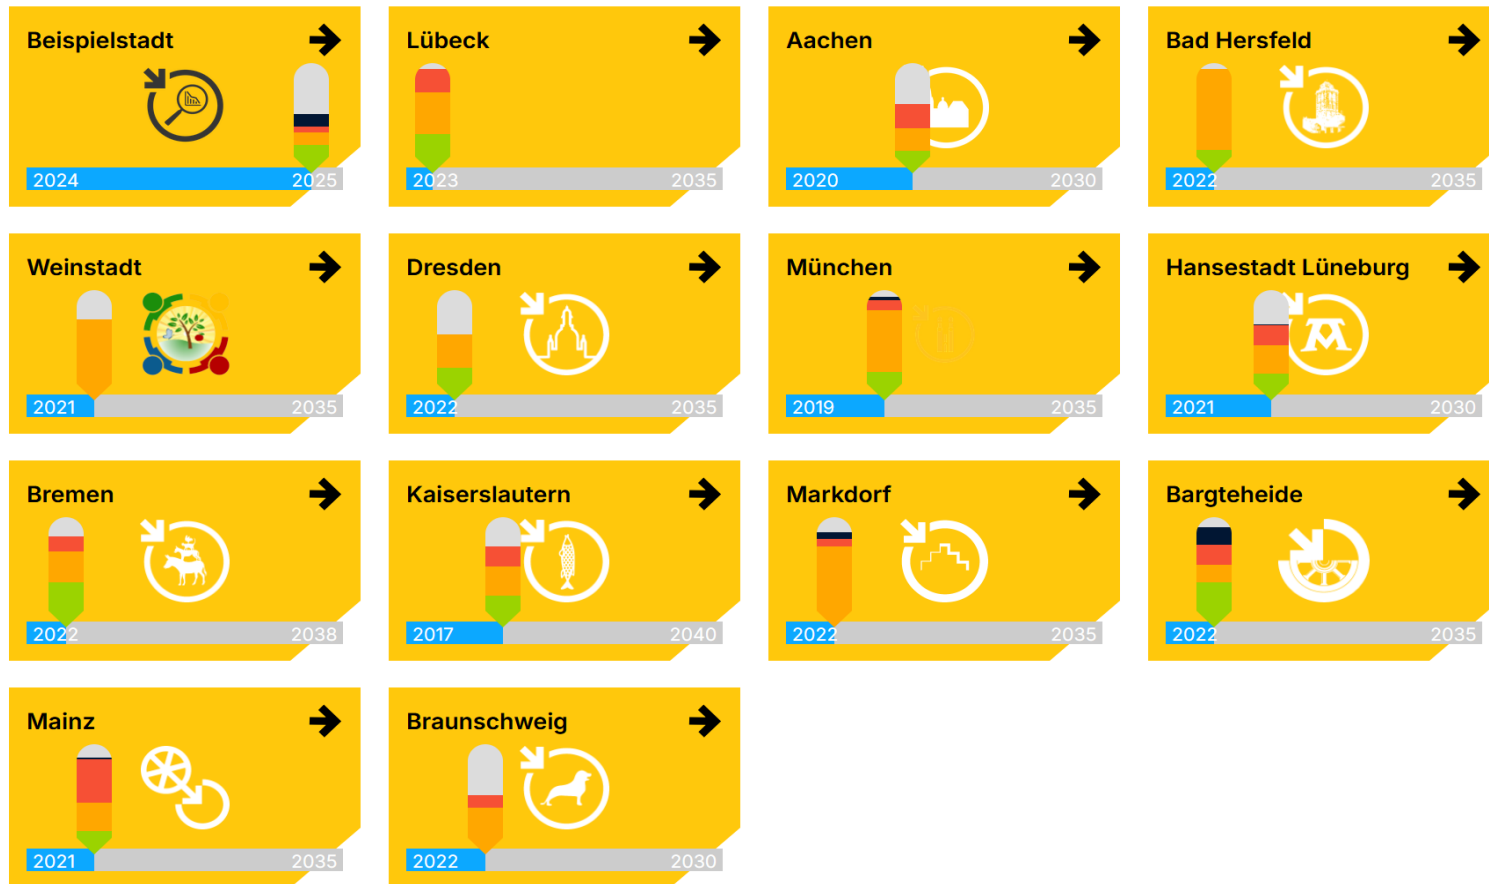 Beispielstadt
2024 2025
Lübeck
2023 2035
Aachen
2020 2030
Bad Hersfeld
2022 2035
Weinstadt
2021 2035
Dresden
2022 2035
München
2019 2035
Hansestadt Lüneburg
2021 2030
Bremen
2022 2038
Kaiserslautern
2017 2040
Markdorf
2022 2035
Bargteheide
2022 2035
Mainz
2021 2035
Braunschweig
2022 2030